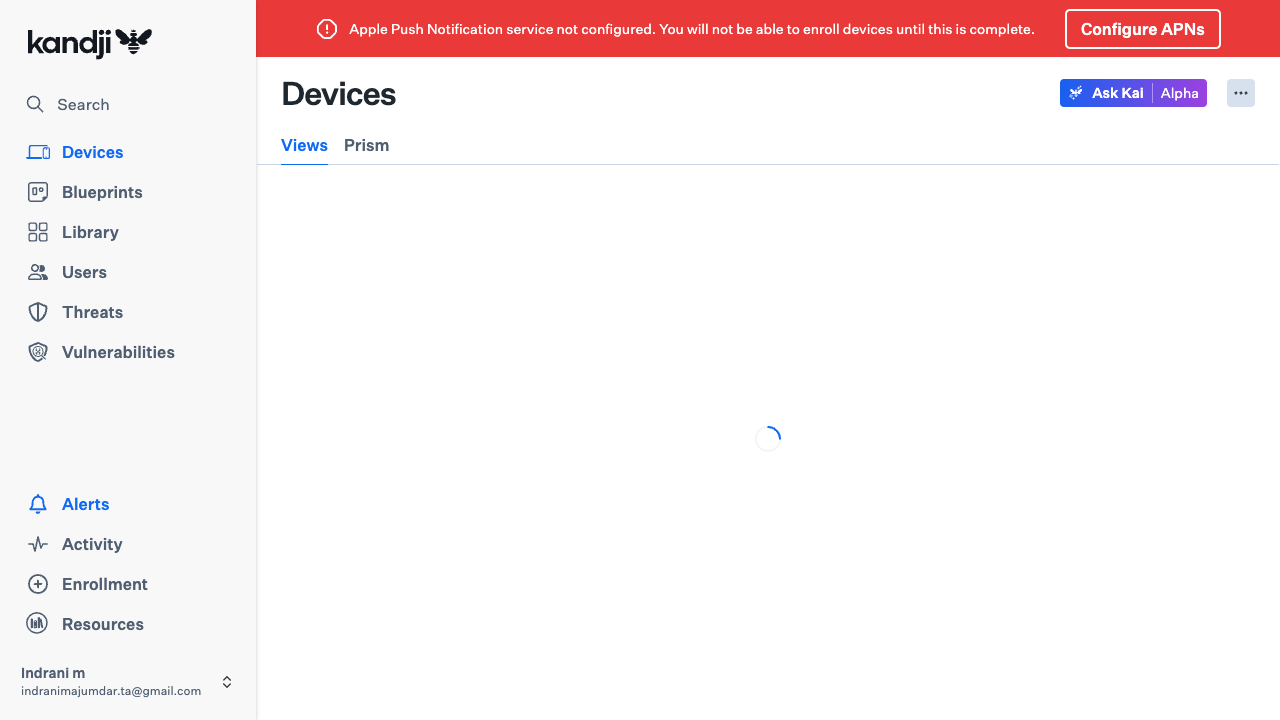 kandji
Search
Devices
Blueprints
Library
Users
Threats
Vulnerabilities
Alerts
Activity
Enrollment
Resources
Indrani m
indranimajumdar.ta@gmail.com
Apple Push Notification service not configured. You will not be able to enroll devices until this is complete.
Configure APNs
Devices
Ask Kai Alpha
Views Prism